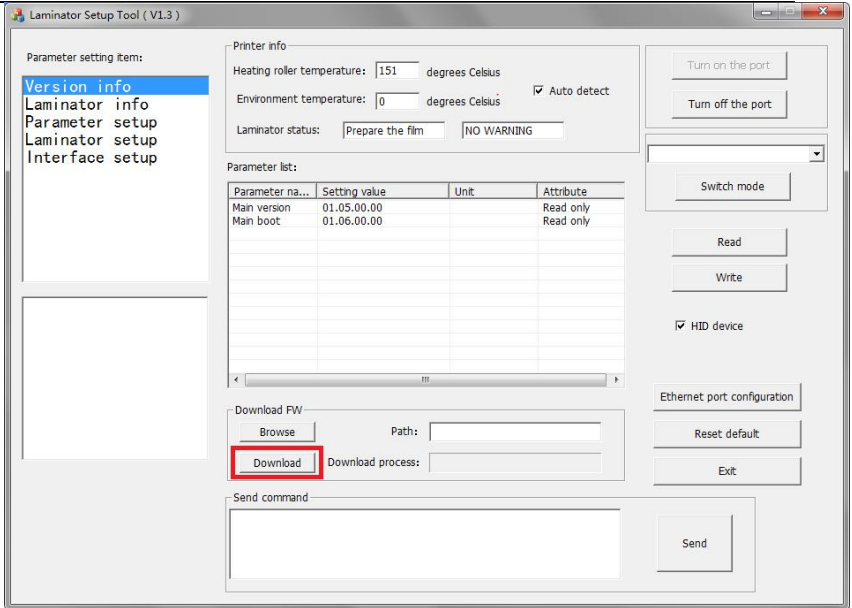 Laminator Setup Tool ( V1.3 )
Parameter setting item:
Version info
Laminator info
Parameter setup
Laminator setup
Interface setup
Printer info
Heating roller temperature: 151 degrees Celsius
Environment temperature: 0 degrees Celsius
Auto detect
Laminator status: Prepare the film NO WARNING
Parameter list:
Parameter na... Setting value Unit Attribute
Main version 01.05.00.00 Read only
Main boot 01.06.00.00 Read only
Download FW
Browse Path:
Download Download process:
Send command
Send
Turn on the port
Turn off the port
Switch mode
Read
Write
HID device
Ethernet port configuration
Reset default
Exit